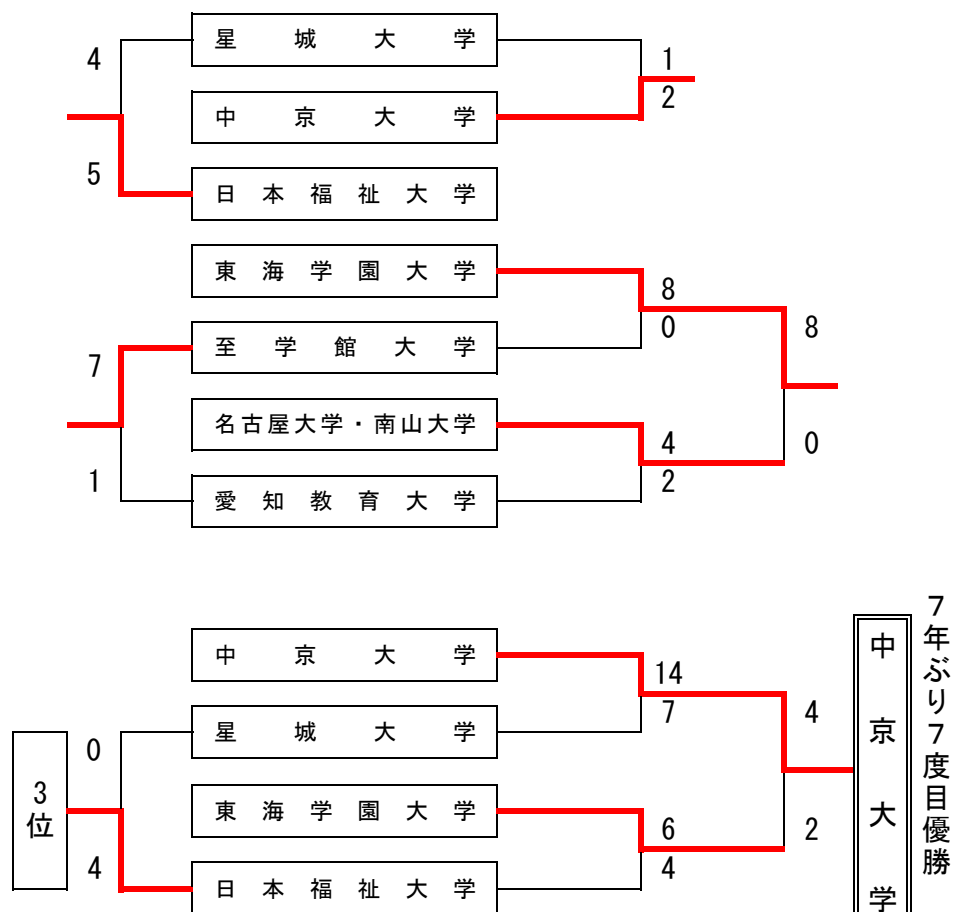 星城大学
4
1
2
中京大学
5
日本福祉大学
東海学園大学
8
0
8
至学館大学
7
名古屋大学・南山大学
4
2
0
1
愛知教育大学
7年ぶり7度目優勝
中京大学
中京大学
14
7
4
星城大学
0
3位
東海学園大学
6
4
2
4
日本福祉大学